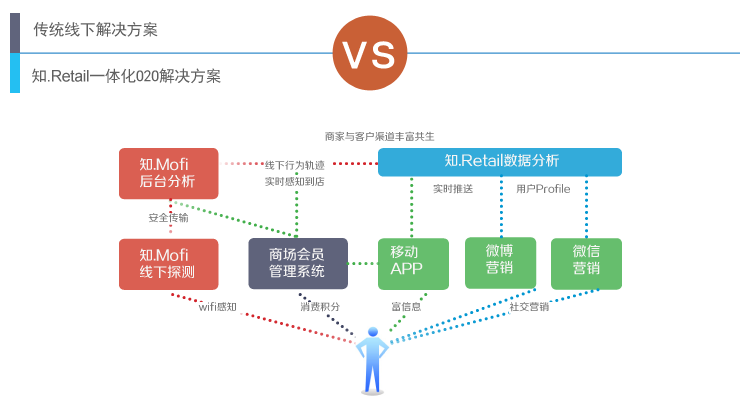 传统线下解决方案
VS
知.Retail一体化020解决方案
商家与客户渠道丰富共生
知.Mofi
后台分析
线下行为轨迹
实时感知到店
知.Retail数据分析
实时推送
用户Profile
安全传输
知.Mofi
线下探测
商场会员
管理系统
移动
APP
微博
营销
微信
营销
wifi感知
消费积分
富信息
社交营销